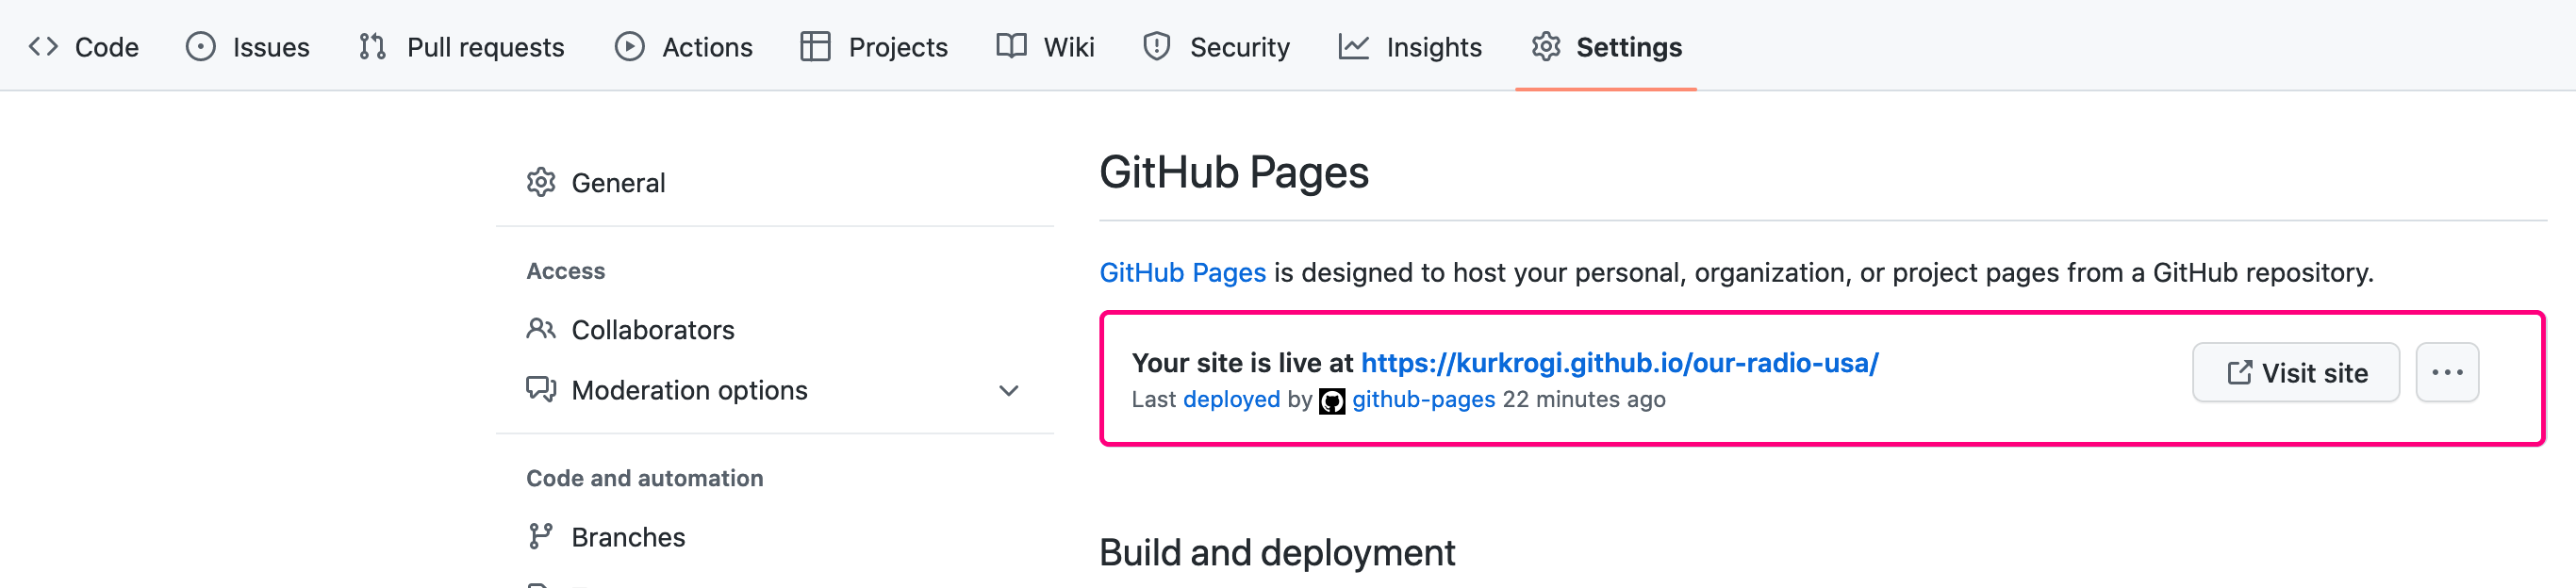 Code Issues Pull requests Actions Projects Wiki Security Insights Settings
General
Access
Collaborators
Moderation options
Code and automation
Branches
GitHub Pages
GitHub Pages is designed to host your personal, organization, or project pages from a GitHub repository.
Your site is live at https://kurkrogi.github.io/our-radio-usa/
Last deployed by github-pages 22 minutes ago
Visit site
Build and deployment